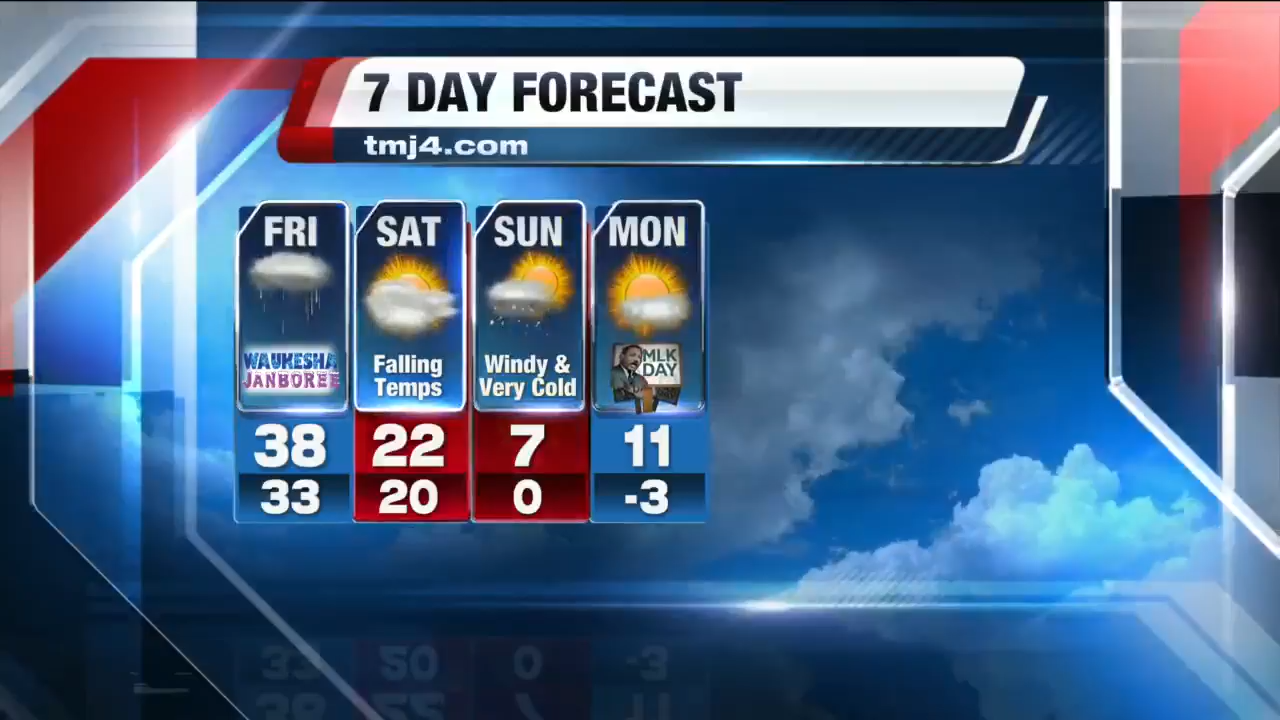 7 DAY FORECAST
tmj4.com
FRI
SAT
SUN
MON
WAUKESHA
JANBOREE
Falling
Temps
Windy &
Very Cold
MLK
DAY
38
22
7
11
33
20
0
-3